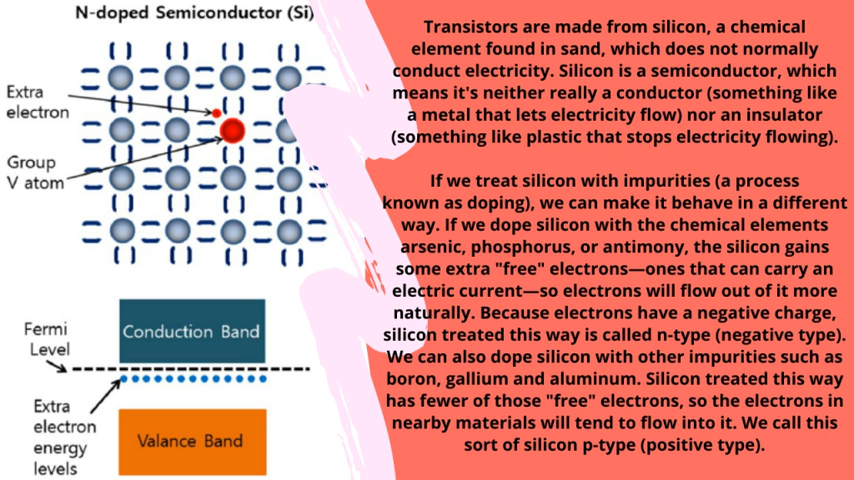 N-doped Semiconductor (Si)
Extra
electron
Group
V atom
Conduction Band
Fermi
Level
Extra
electron
energy
levels
Valance Band
Transistors are made from silicon, a chemical
element found in sand, which does not normally
conduct electricity. Silicon is a semiconductor, which
means it's neither really a conductor (something like
a metal that lets electricity flow) nor an insulator
(something like plastic that stops electricity flowing).
If we treat silicon with impurities (a process
known as doping), we can make it behave in a different
way. If we dope silicon with the chemical elements
arsenic, phosphorus, or antimony, the silicon gains
some extra "free" electrons—ones that can carry an
electric current—so electrons will flow out of it more
naturally. Because electrons have a negative charge,
silicon treated this way is called n-type (negative type).
We can also dope silicon with other impurities such as
boron, gallium and aluminum. Silicon treated this way
has fewer of those "free" electrons, so the electrons in
nearby materials will tend to flow into it. We call this
sort of silicon p-type (positive type).